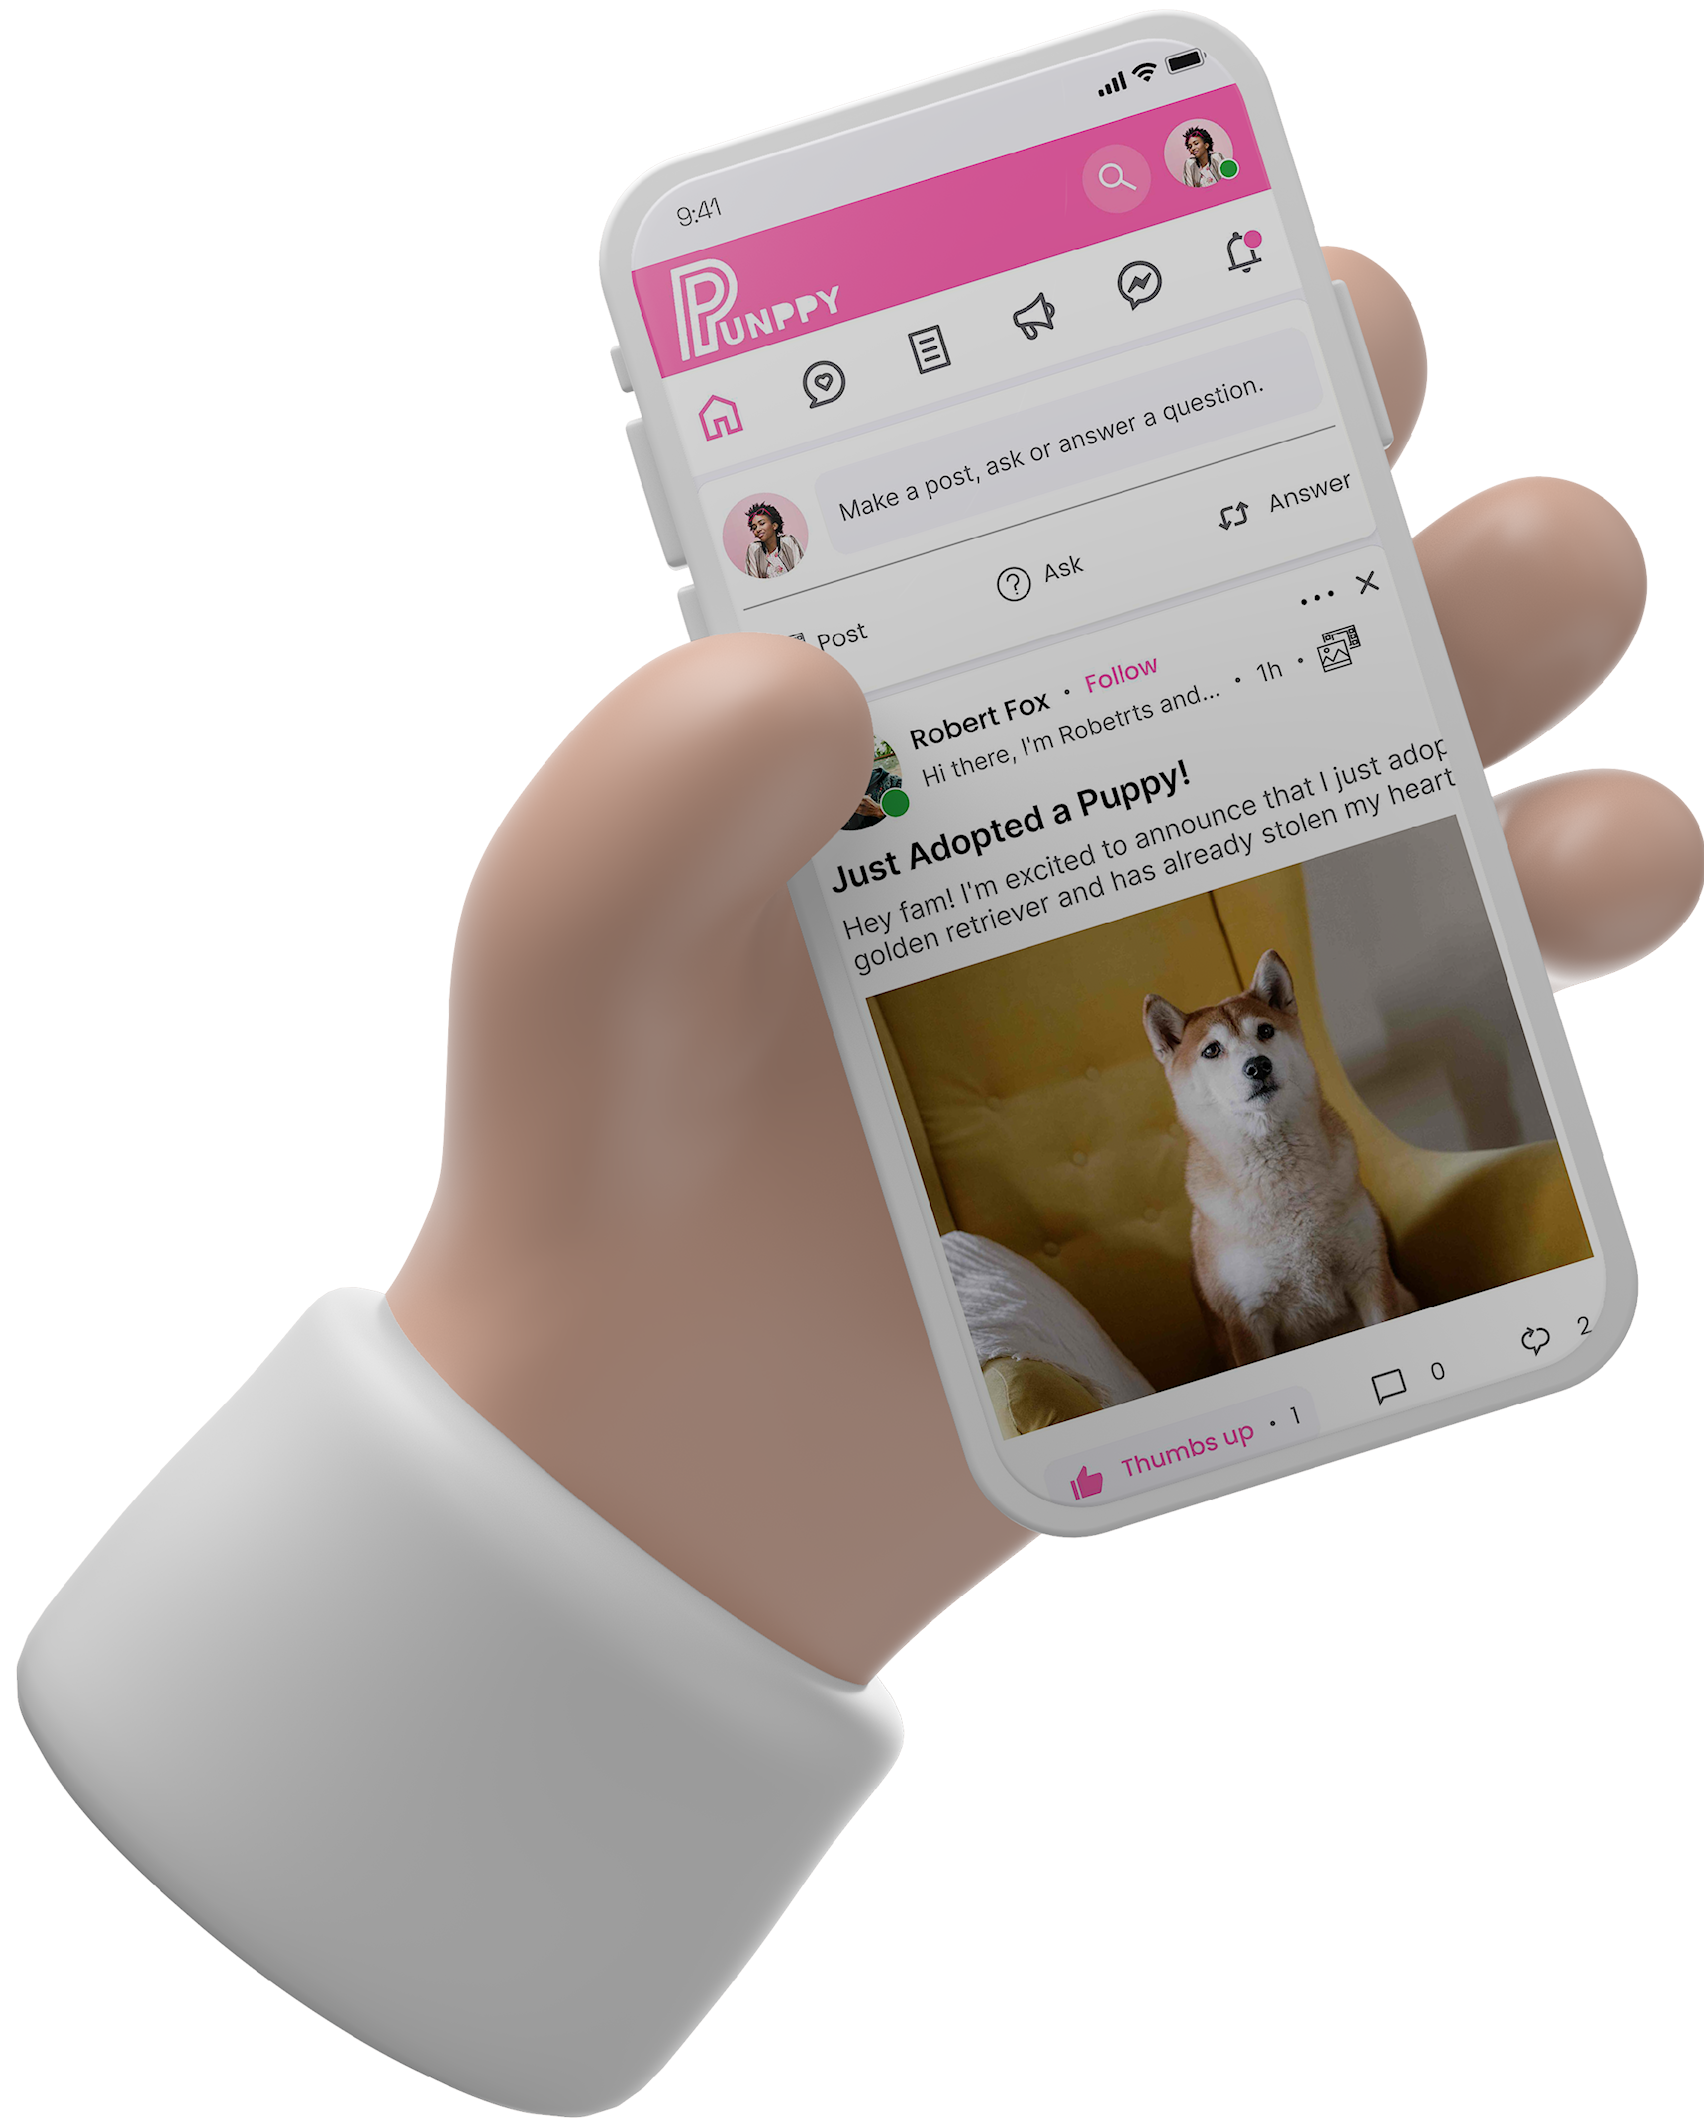 9:41
PUNPPY
Make a post, ask or answer a question.
Post
Ask
Answer
Robert Fox • Follow
Hi there, I'm Robetrts and... • 1h •
Just Adopted a Puppy!
Hey fam! I'm excited to announce that I just adop
golden retriever and has already stolen my heart
Thumbs up • 1
0
2